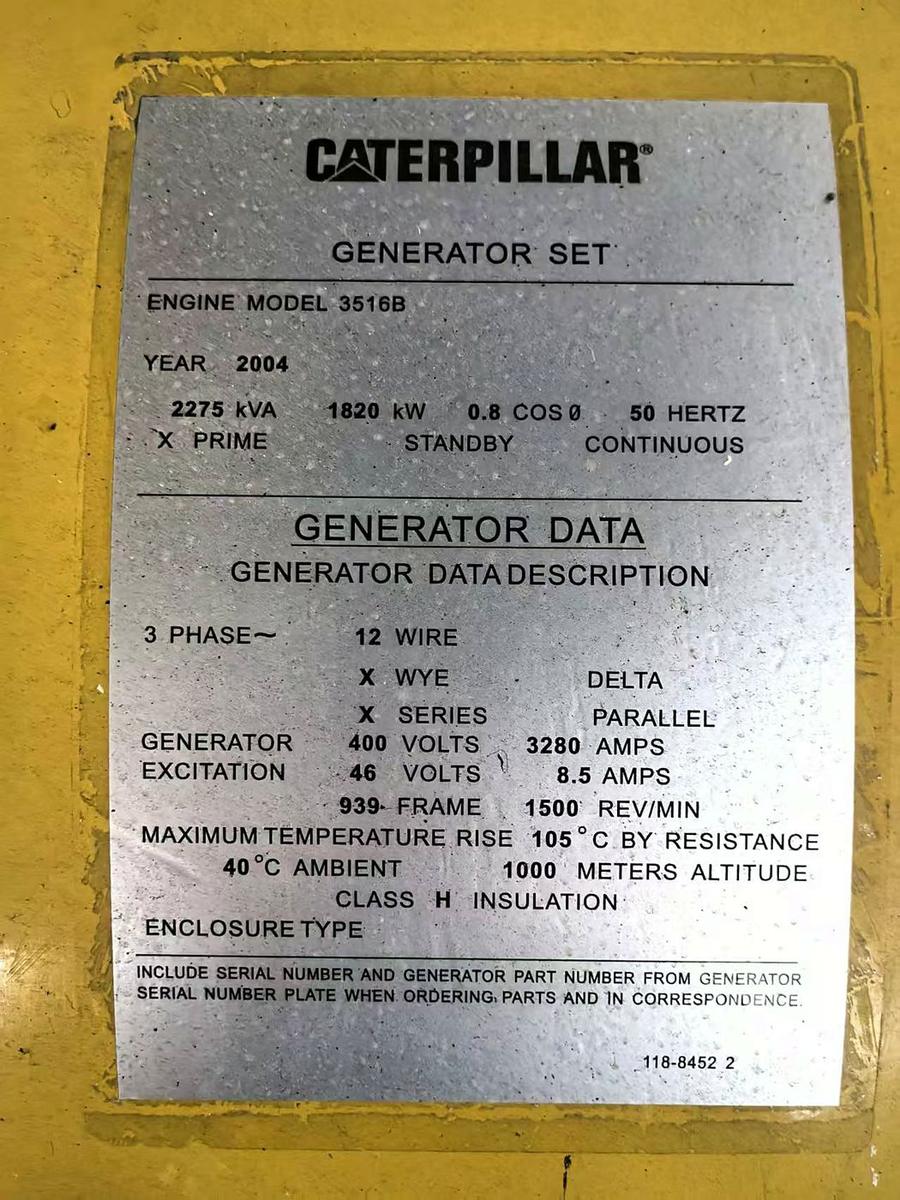 CATERPILLAR®
GENERATOR SET
ENGINE MODEL 3516B
YEAR 2004
2275 kVA 1820 kW 0.8 COS Ø 50 HERTZ
X PRIME STANDBY CONTINUOUS
GENERATOR DATA
GENERATOR DATA DESCRIPTION
3 PHASE~ 12 WIRE
X WYE DELTA
X SERIES PARALLEL
GENERATOR 400 VOLTS 3280 AMPS
EXCITATION 46 VOLTS 8.5 AMPS
939 FRAME 1500 REV/MIN
MAXIMUM TEMPERATURE RISE 105°C BY RESISTANCE
40°C AMBIENT 1000 METERS ALTITUDE
CLASS H INSULATION
ENCLOSURE TYPE
INCLUDE SERIAL NUMBER AND GENERATOR PART NUMBER FROM GENERATOR
SERIAL NUMBER PLATE WHEN ORDERING PARTS AND IN CORRESPONDENCE.
118-8452 2